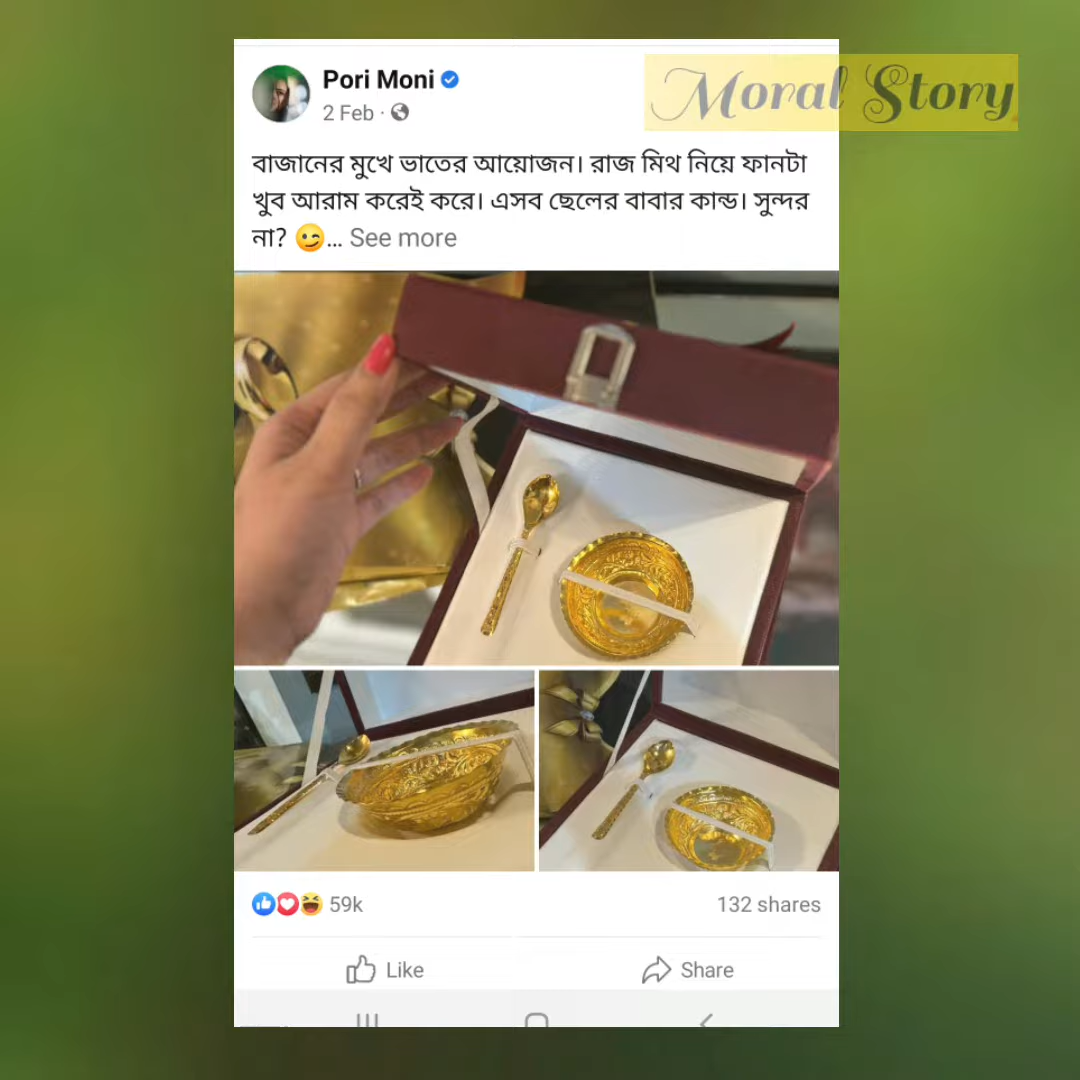 Pori Moni
Moral Story
2 Feb ·
বাজানের মুখে ভাতের আয়োজন। রাজ মিথ নিয়ে ফানটা
খুব আরাম করেই করে। এসব ছেলের বাবার কান্ড। সুন্দর
না? 😉... See more
59k
132 shares
Like
Share